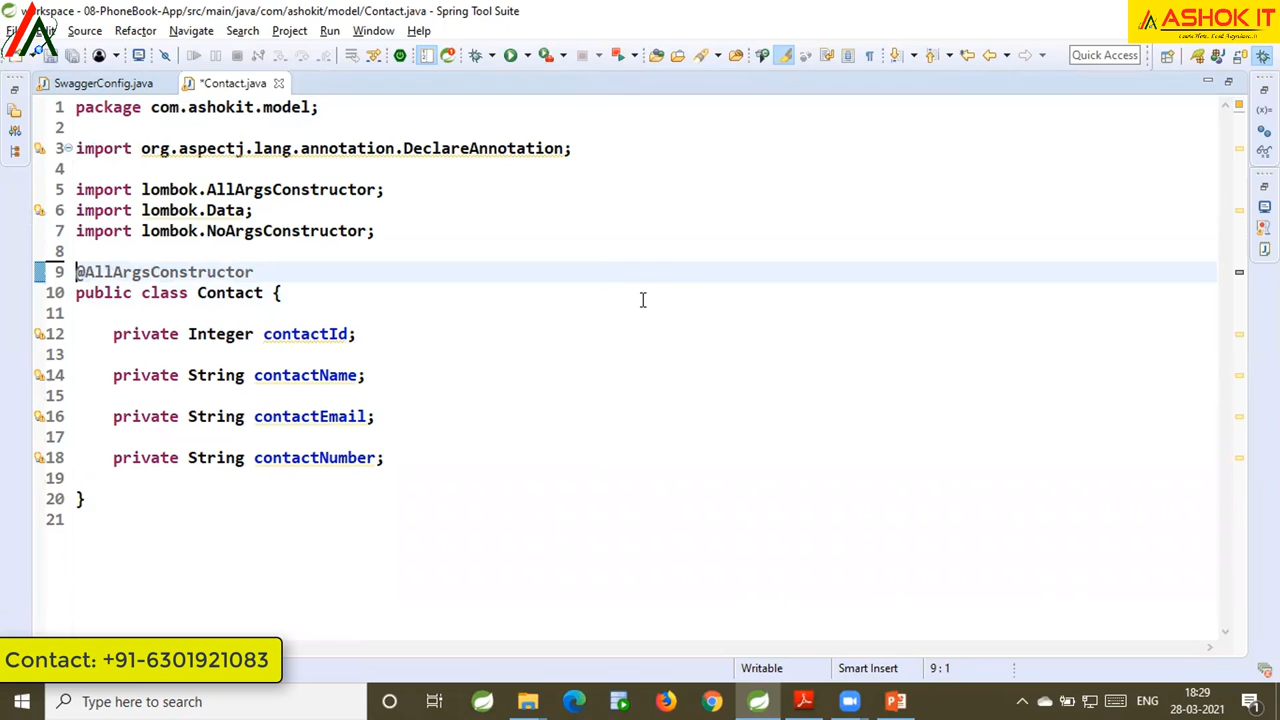 workspace - 08-PhoneBook-App/src/main/java/com/ashokit/model/Contact.java - Spring Tool Suite
ASHOK IT
Source Refactor Navigate Search Project Run Window Help
Quick Access
SwaggerConfig.java *Contact.java
1 package com.ashokit.model;
2
3 import org.aspectj.lang.annotation.DeclareAnnotation;
4
5 import lombok.AllArgsConstructor;
6 import lombok.Data;
7 import lombok.NoArgsConstructor;
8
9 @AllArgsConstructor
10 public class Contact {
11
12 private Integer contactId;
13
14 private String contactName;
15
16 private String contactEmail;
17
18 private String contactNumber;
19
20 }
21
Contact: +91-6301921083
Writable Smart Insert 9 : 1
Type here to search
ENG
18:29
28-03-2021